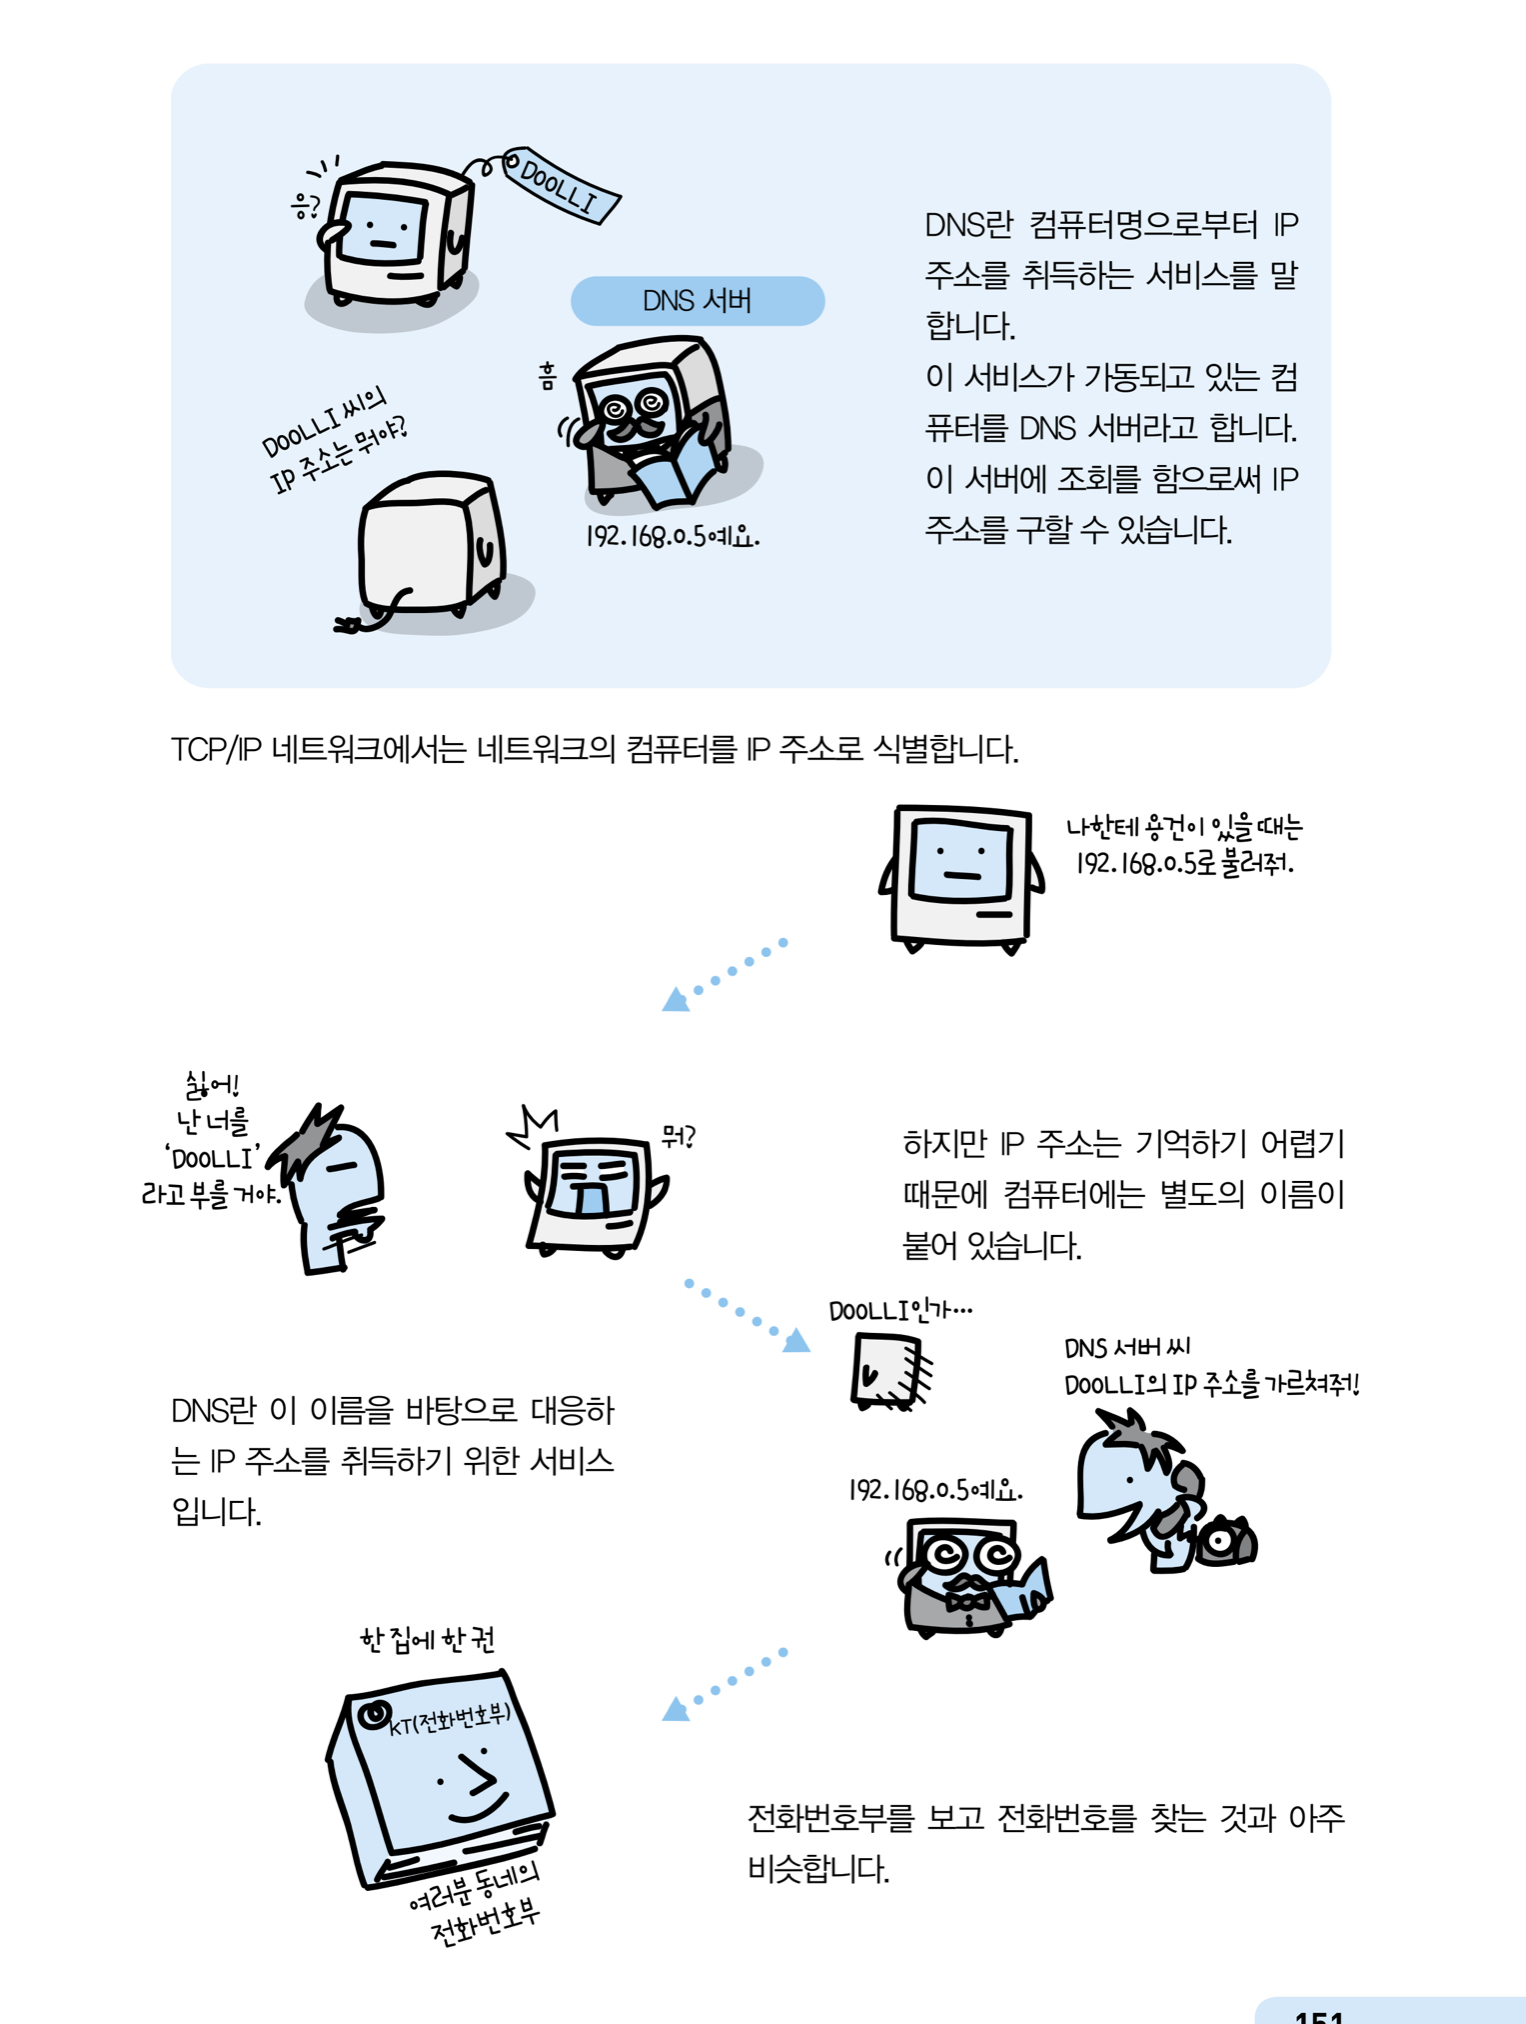 응?
DOOLLI
DNS 서버
흠
DOOLLI 씨의
IP 주소는 뭐야?
192.168.0.5예요.
DNS란 컴퓨터명으로부터 IP
주소를 취득하는 서비스를 말
합니다.
이 서비스가 가동되고 있는 컴
퓨터를 DNS 서버라고 합니다.
이 서버에 조회를 함으로써 IP
주소를 구할 수 있습니다.
TCP/IP 네트워크에서는 네트워크의 컴퓨터를 IP 주소로 식별합니다.
나한테 용건이 있을 때는
192.168.0.5로 불러줘.
싫어!
난 너를
‘DOOLLI’
라고 부를 거야.
뭐?
하지만 IP 주소는 기억하기 어렵기
때문에 컴퓨터에는 별도의 이름이
붙어 있습니다.
DOOLLI인가…
DNS 서버 씨
DOOLLI의 IP 주소를 가르쳐줘!
DNS란 이 이름을 바탕으로 대응하
는 IP 주소를 취득하기 위한 서비스
입니다.
192.168.0.5예요.
한 집에 한 권
KT(전화번호부)
여러분 동네의
전화번호부
전화번호부를 보고 전화번호를 찾는 것과 아주
비슷합니다.
151